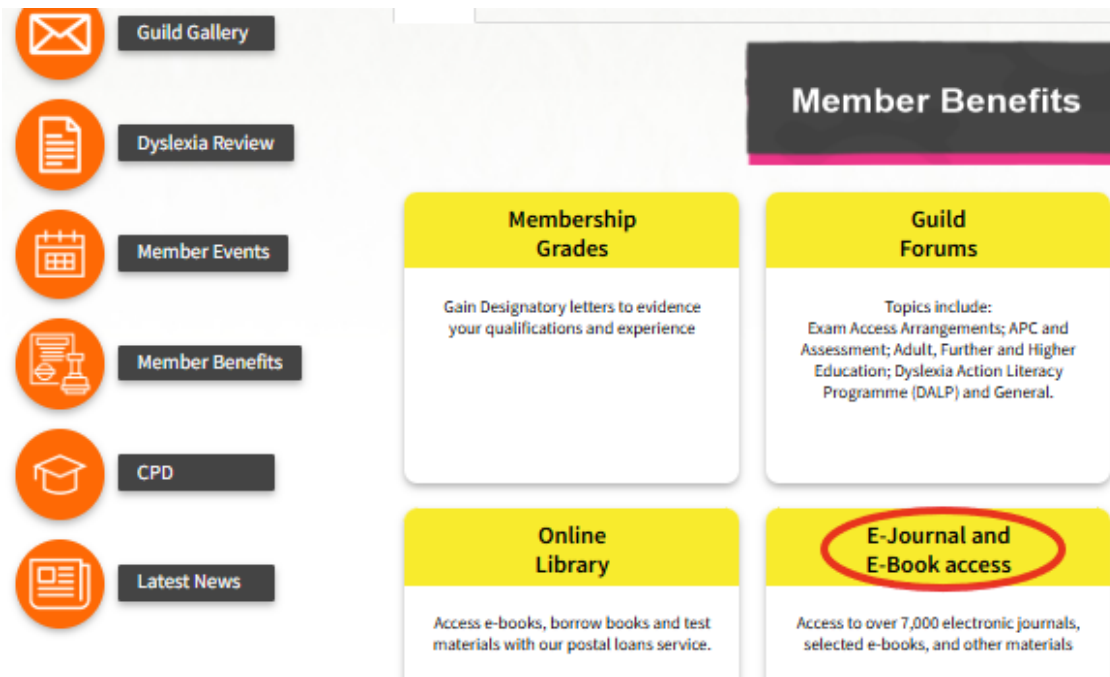 Guild Gallery
Dyslexia Review
Member Events
Member Benefits
CPD
Latest News
Member Benefits
Membership
Grades
Gain Designatory letters to evidence
your qualifications and experience
Guild
Forums
Topics include:
Exam Access Arrangements; APC and
Assessment; Adult, Further and Higher
Education; Dyslexia Action Literacy
Programme (DALP) and General.
Online
Library
Access e-books, borrow books and test
materials with our postal loans service.
E-Journal and
E-Book access
Access to over 7,000 electronic journals,
selected e-books, and other materials